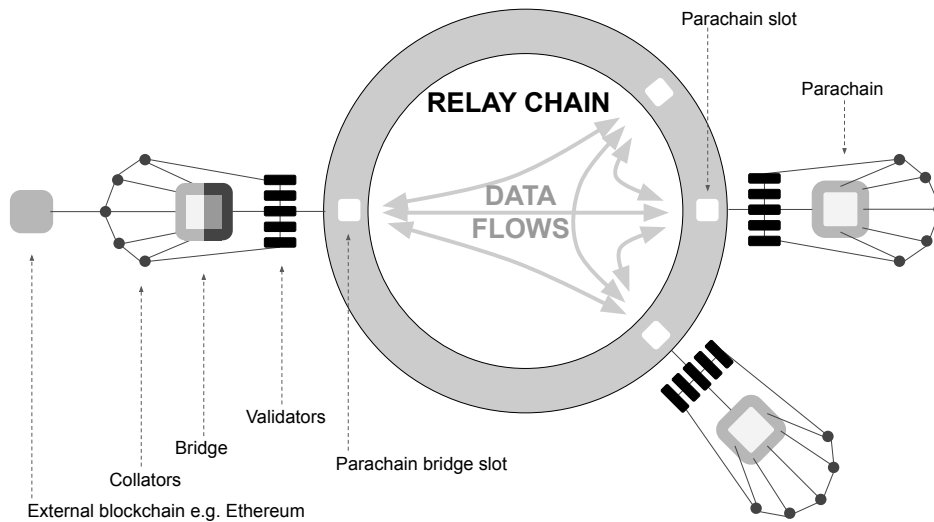 Parachain slot
RELAY CHAIN
Parachain
DATA
FLOWS
Validators
Bridge
Parachain bridge slot
Collators
External blockchain e.g. Ethereum